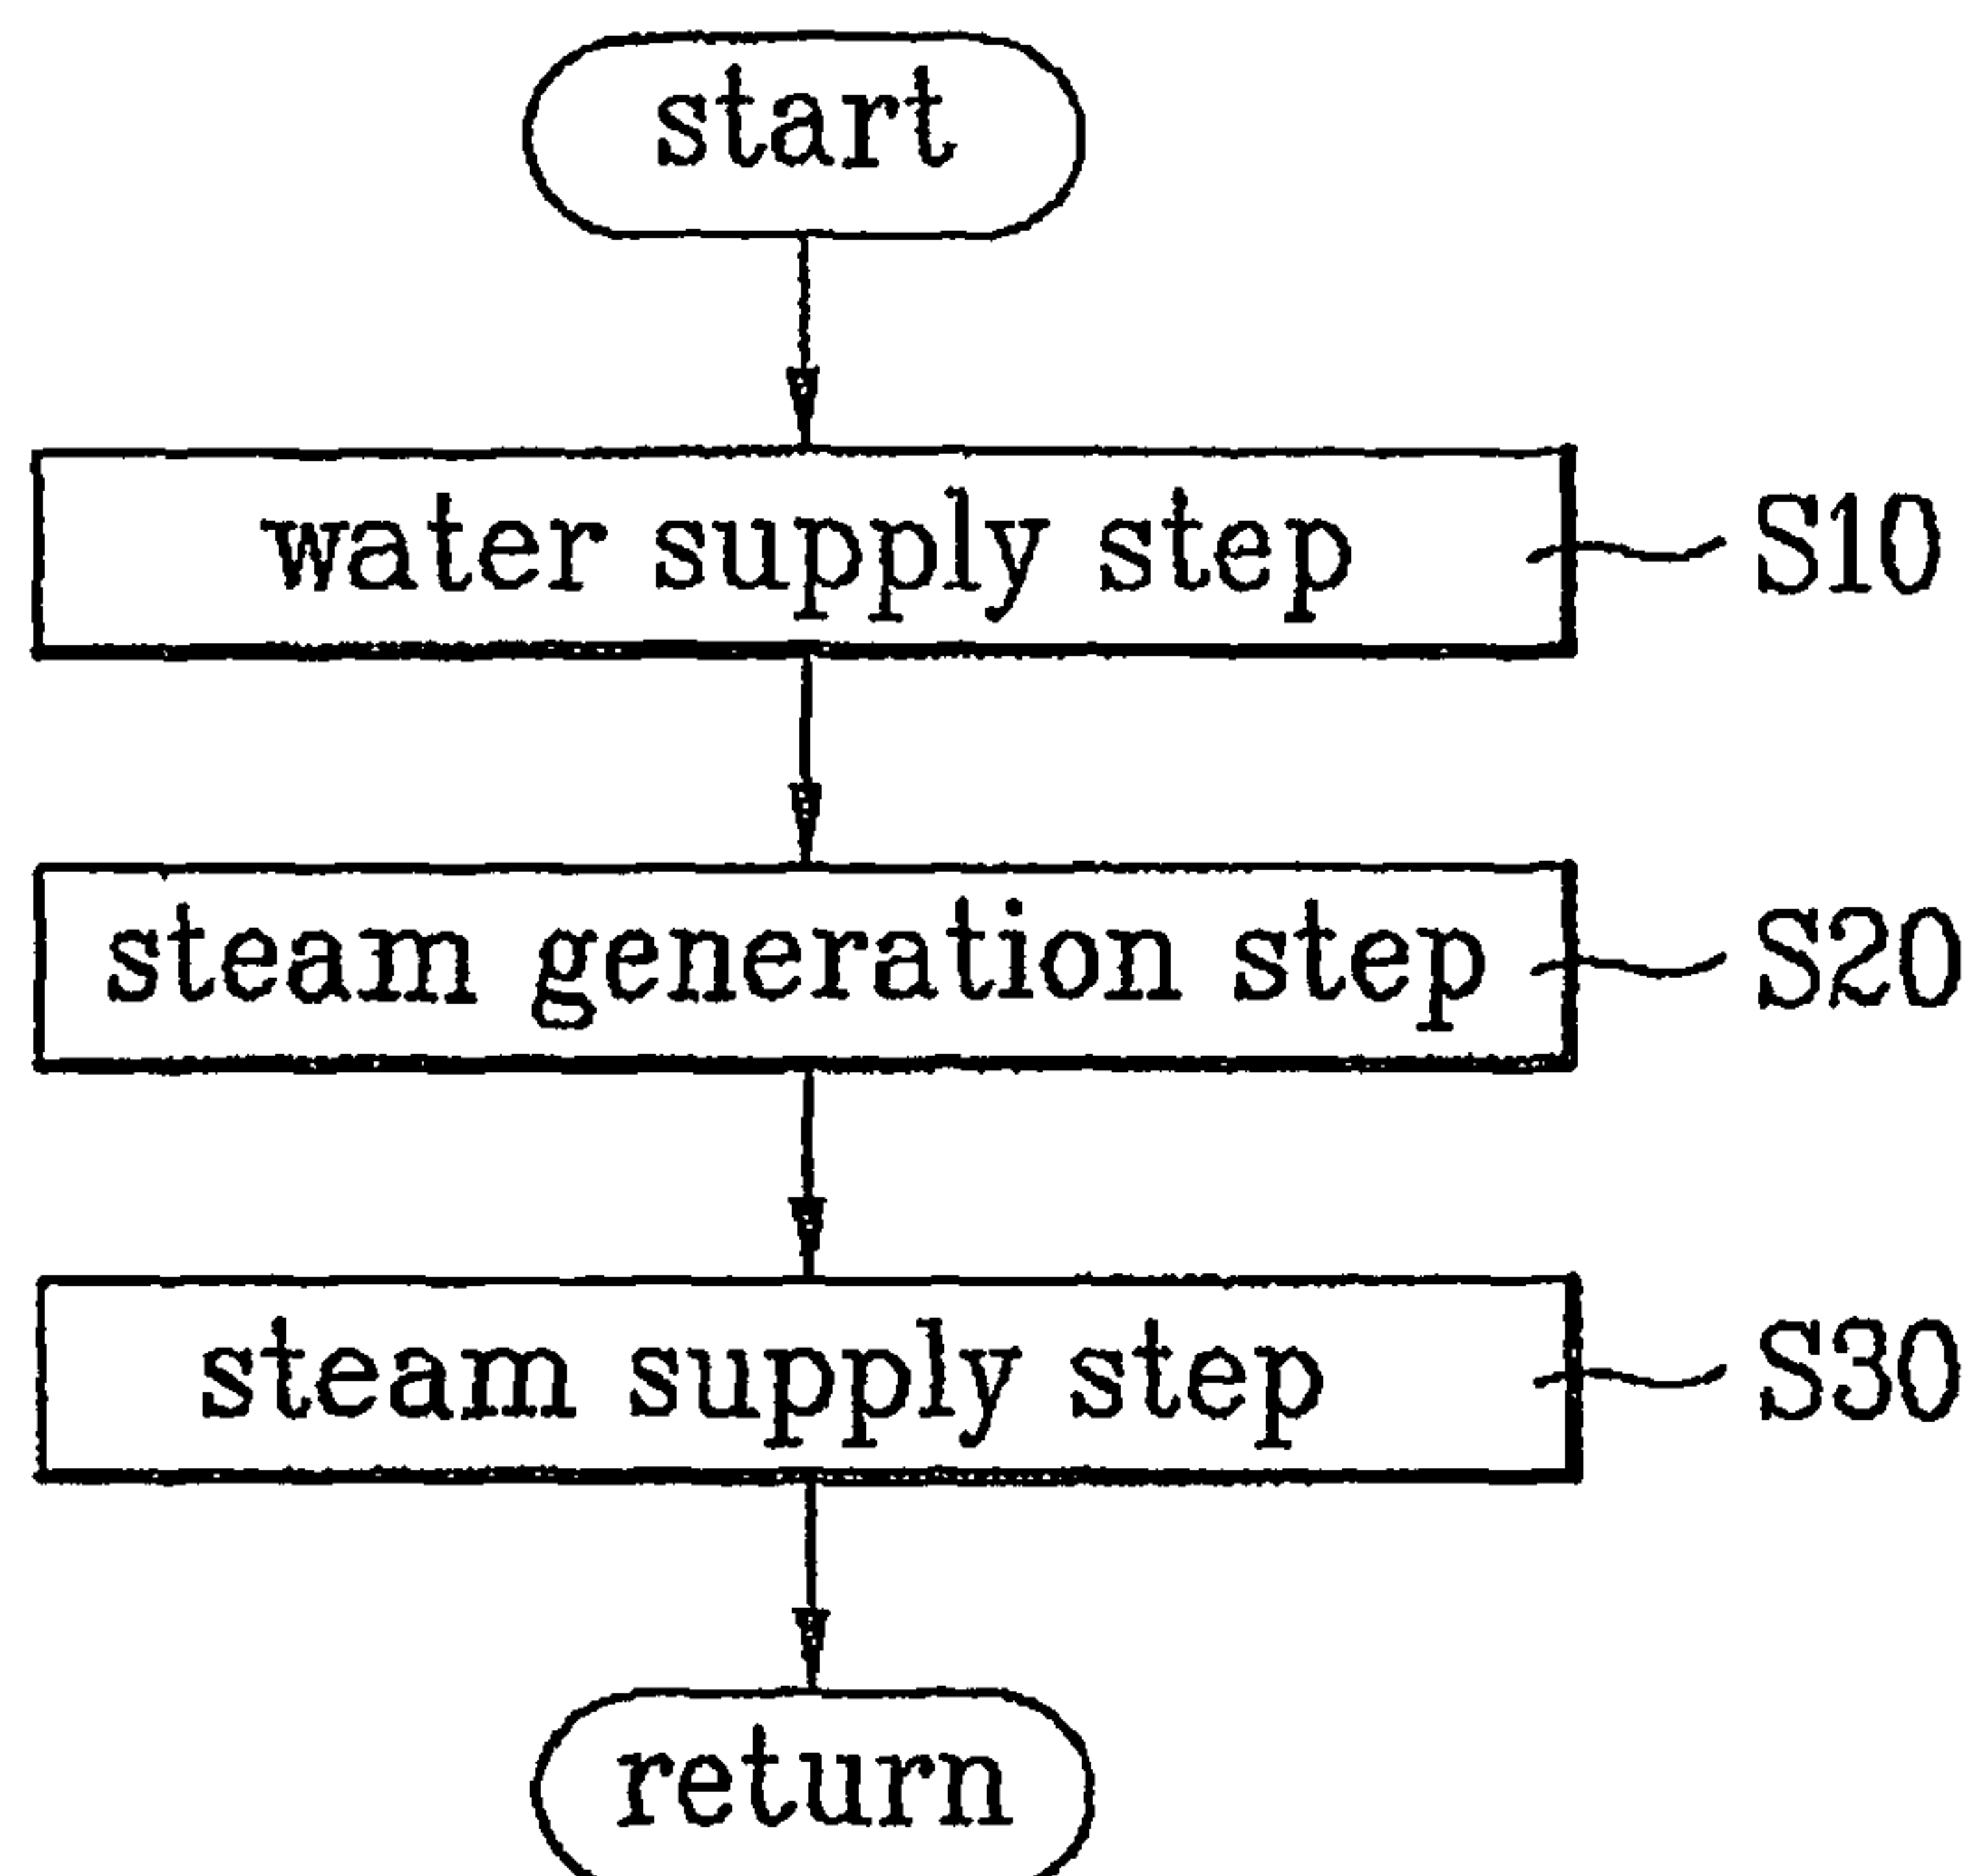 start
water supply step S10
steam generation step S20
steam supply step S30
return